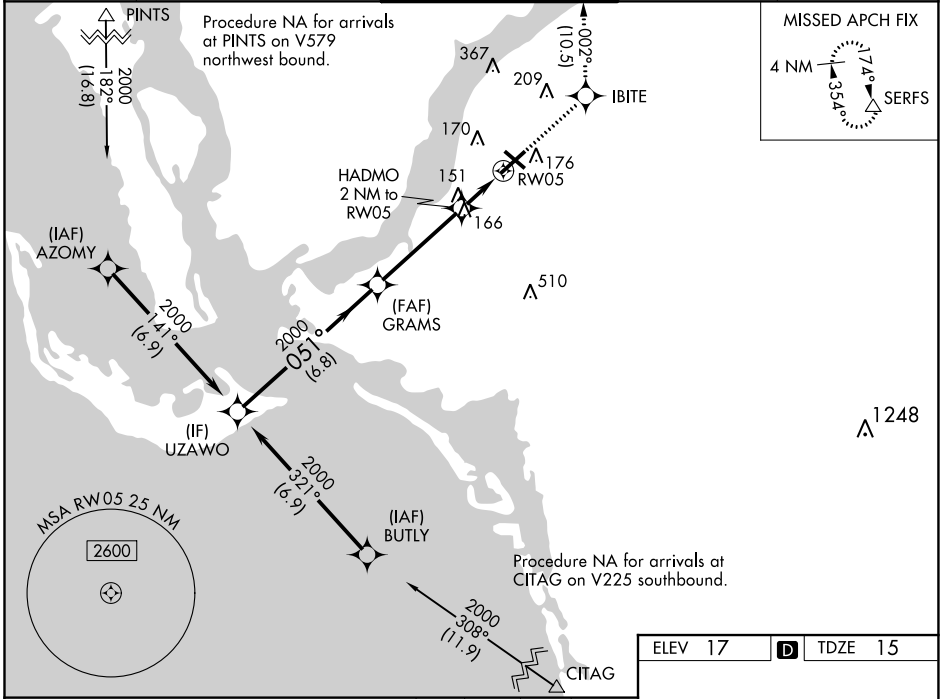 PINTS
2000
182°
(16.8)
Procedure NA for arrivals
at PINTS on V579
northwest bound.
367
209
002°
(10.5)
IBITE
MISSED APCH FIX
4 NM
174°
354°
SERFS
170
176
RW05
HADMO
2 NM to
RW05
151
166
(IAF)
AZOMY
2000
141°
(6.9)
(FAF)
GRAMS
510
2000
051°
(6.8)
(IF)
UZAWO
1248
2000
321°
(6.9)
(IAF)
BUTLY
MSA RW05 25 NM
2600
Procedure NA for arrivals at
CITAG on V225 southbound.
2000
308°
(11.9)
CITAG
ELEV 17 D TDZE 15